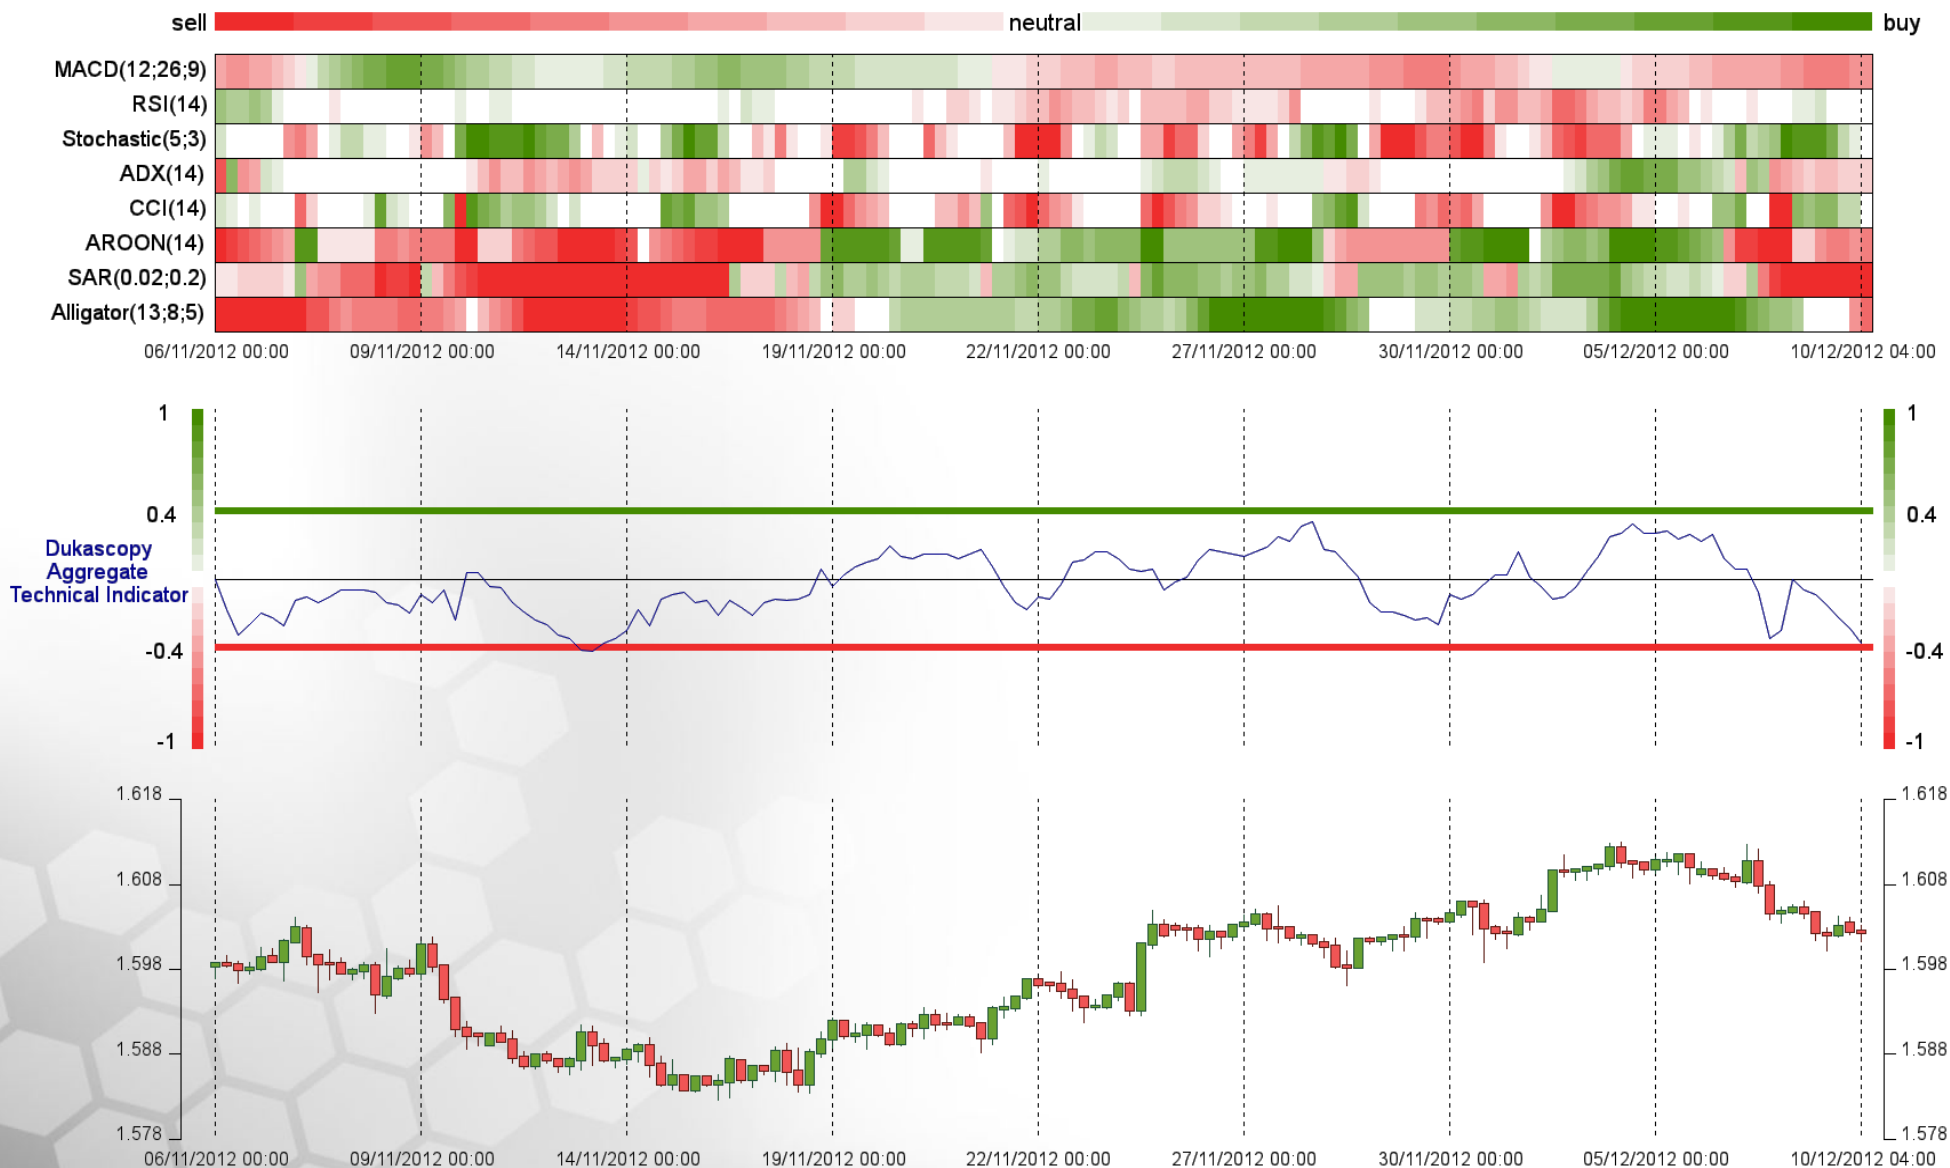 sell neutral buy
MACD(12;26;9)
RSI(14)
Stochastic(5;3)
ADX(14)
CCI(14)
AROON(14)
SAR(0.02;0.2)
Alligator(13;8;5)
06/11/2012 00:00 09/11/2012 00:00 14/11/2012 00:00 19/11/2012 00:00 22/11/2012 00:00 27/11/2012 00:00 30/11/2012 00:00 05/12/2012 00:00 10/12/2012 04:00
1 1
0.4 0.4
Dukascopy
Aggregate
Technical Indicator
-0.4 -0.4
-1 -1
1.618 1.618
1.608 1.608
1.598 1.598
1.588 1.588
1.578 1.578
06/11/2012 00:00 09/11/2012 00:00 14/11/2012 00:00 19/11/2012 00:00 22/11/2012 00:00 27/11/2012 00:00 30/11/2012 00:00 05/12/2012 00:00 10/12/2012 04:00